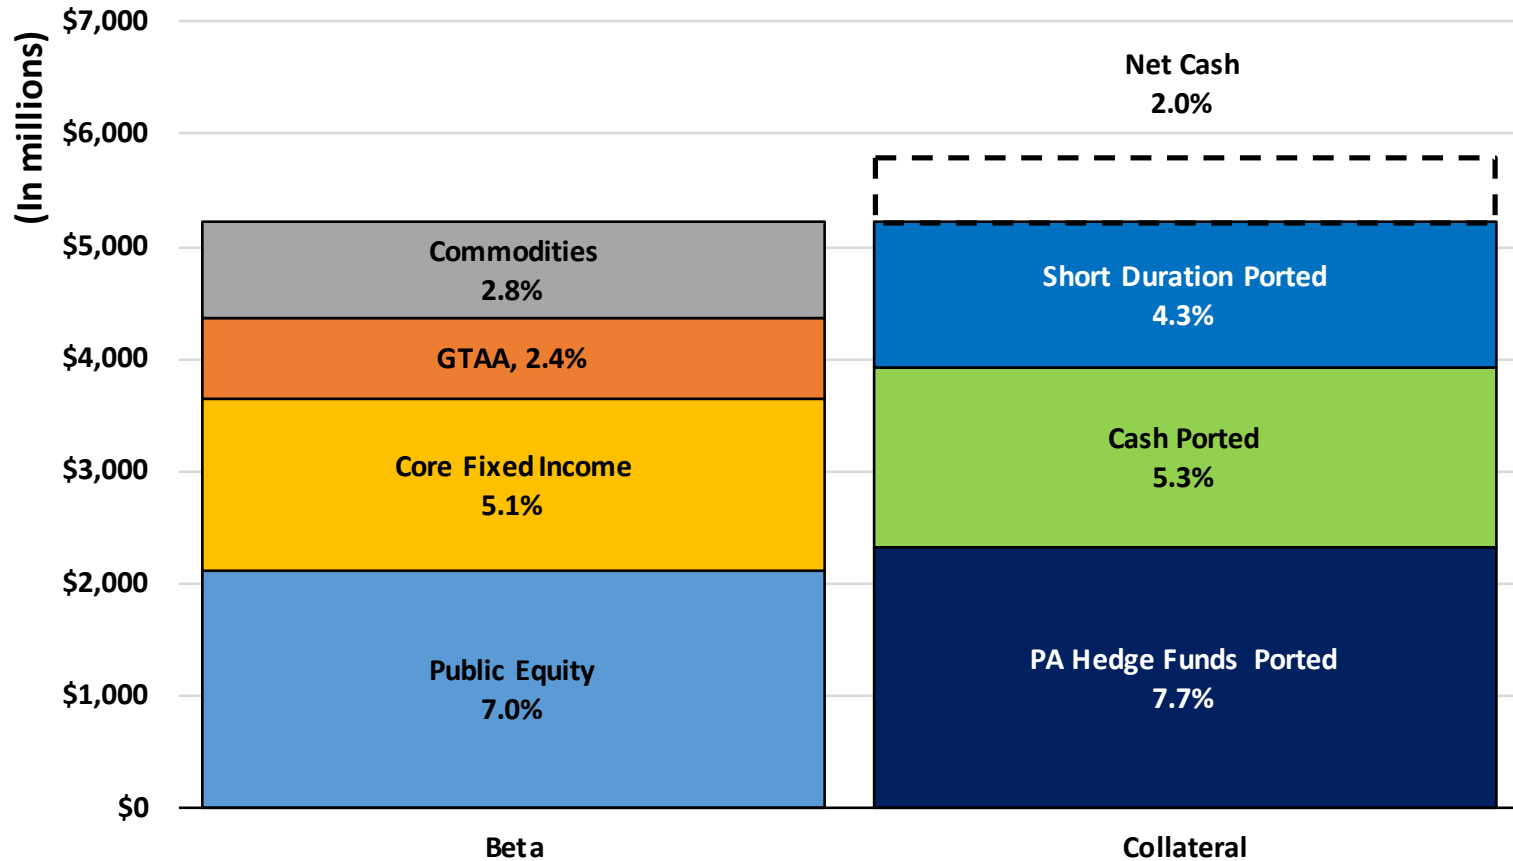 (In millions)
$7,000
$6,000
$5,000
$4,000
$3,000
$2,000
$1,000
$0
Commodities
2.8%
GTAA, 2.4%
Core Fixed Income
5.1%
Public Equity
7.0%
Net Cash
2.0%
Short Duration Ported
4.3%
Cash Ported
5.3%
PA Hedge Funds Ported
7.7%
Beta
Collateral